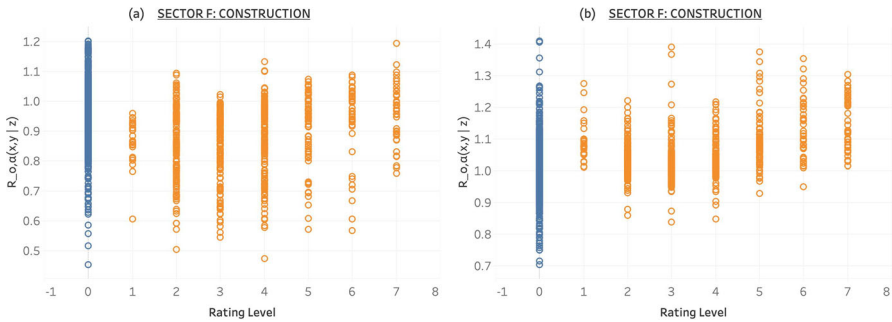 (a) SECTOR F: CONSTRUCTION
R_o,α(x,y | z)
1.2
1.1
1.0
0.9
0.8
0.7
0.6
0.5
-1 0 1 2 3 4 5 6 7 8
Rating Level
(b) SECTOR F: CONSTRUCTION
R_o,α(x,y | z)
1.4
1.3
1.2
1.1
1.0
0.9
0.8
0.7
-1 0 1 2 3 4 5 6 7 8
Rating Level